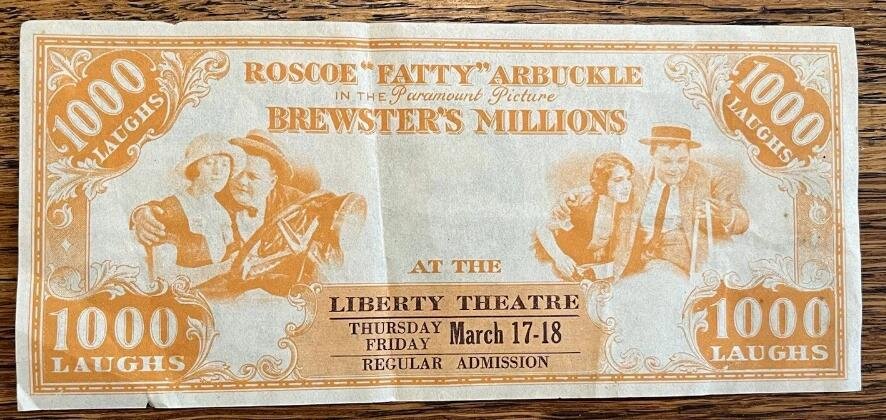 1000
LAUGHS
1000
LAUGHS
ROSCOE "FATTY" ARBUCKLE
IN THE Paramount Picture
BREWSTER'S MILLIONS
AT THE
LIBERTY THEATRE
THURSDAY
FRIDAY
March 17-18
REGULAR ADMISSION
1000
LAUGHS
1000
LAUGHS